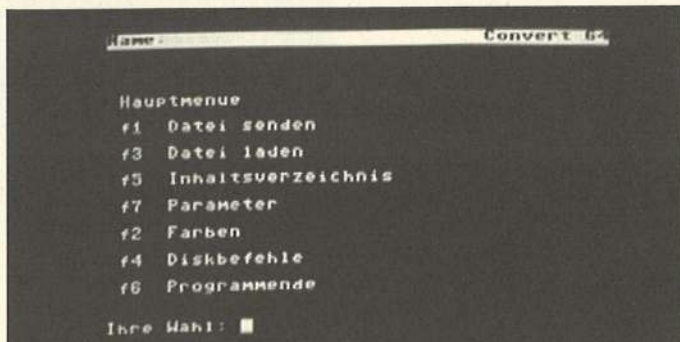 Name: Convert 64
Hauptmenue
f1 Datei senden
f3 Datei laden
f5 Inhaltsverzeichnis
f7 Parameter
f2 Farben
f4 Diskbefehle
f6 Programmende
Ihre Wahl: